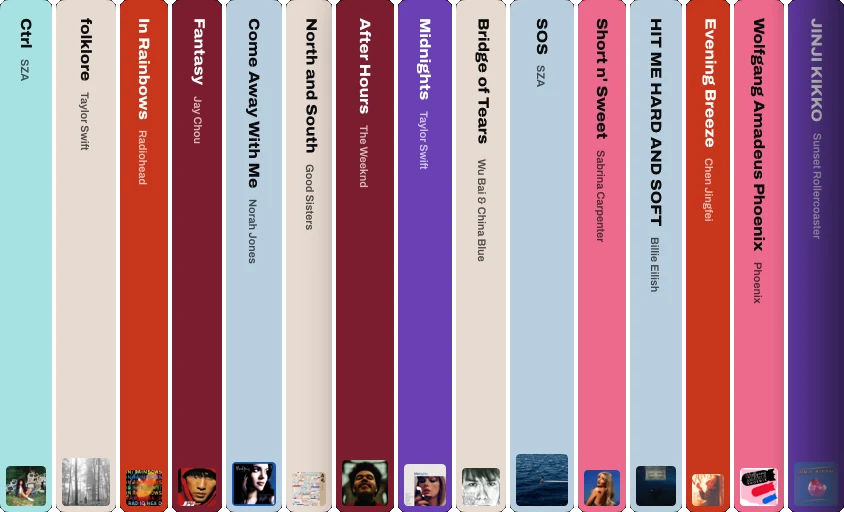 Ctrl SZA
folklore Taylor Swift
In Rainbows Radiohead
Fantasy Jay Chou
Come Away With Me Norah Jones
North and South Good Sisters
After Hours The Weeknd
Midnights Taylor Swift
Bridge of Tears Wu Bai & China Blue
SOS SZA
Short n' Sweet Sabrina Carpenter
HIT ME HARD AND SOFT Billie Eilish
Evening Breeze Chen Jingfei
Wolfgang Amadeus Phoenix Phoenix
JINJI KIKKO Sunset Rollercoaster